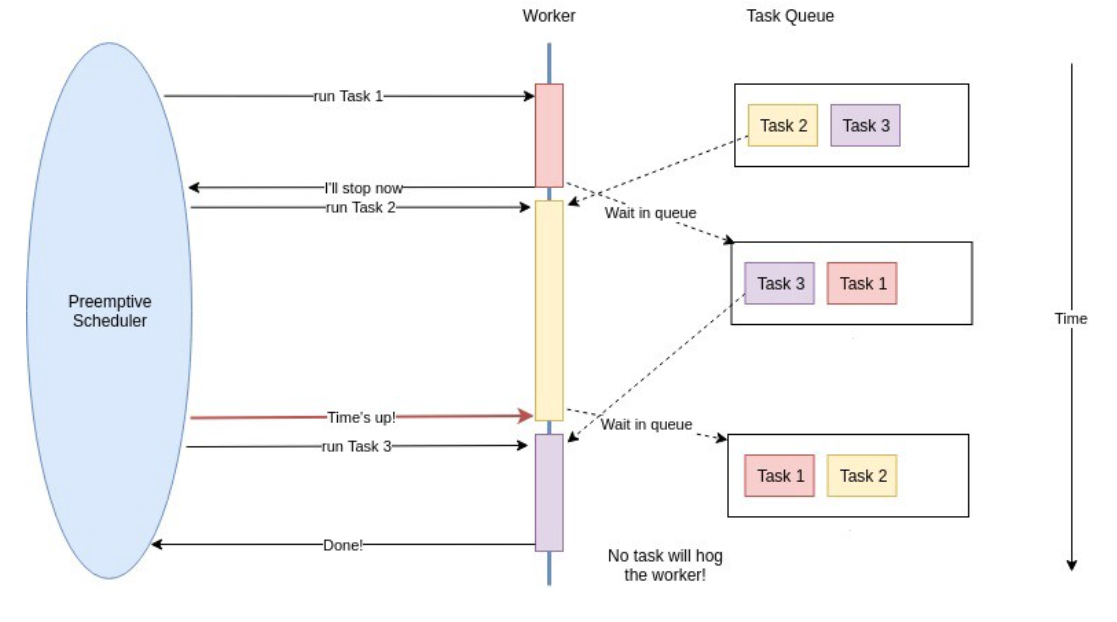 Worker
Task Queue
run Task 1
Task 2
Task 3
I'll stop now
run Task 2
Wait in queue
Task 3
Task 1
Preemptive
Scheduler
Time
Time's up!
Wait in queue
run Task 3
Task 1
Task 2
Done!
No task will hog
the worker!